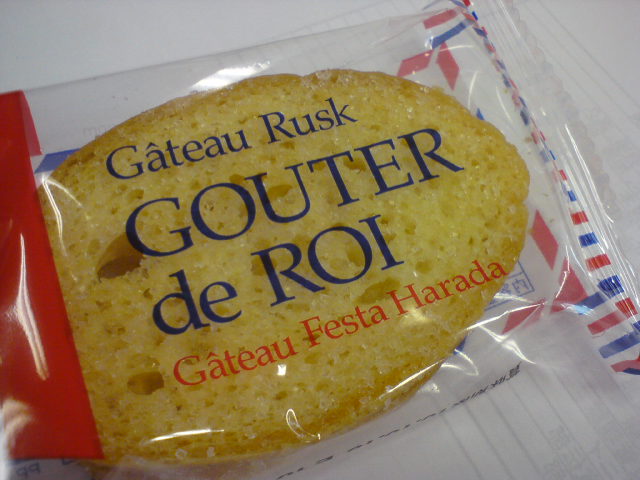 Gâteau Rusk
GOUTER
de ROI
Gâteau Festa Harada